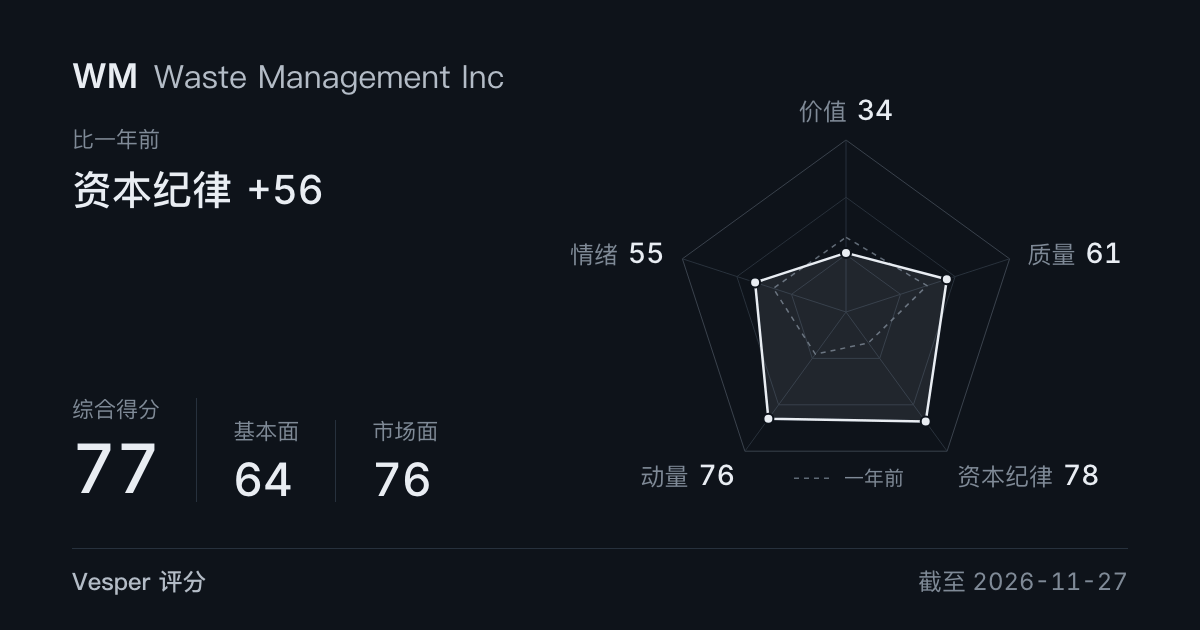 WM Waste Management Inc
比一年前
资本纪律 +56
价值 34
情绪 55
质量 61
动量 76
---- 一年前
资本纪律 78
综合得分
77
基本面
64
市场面
76
Vesper 评分
截至 2026-11-27